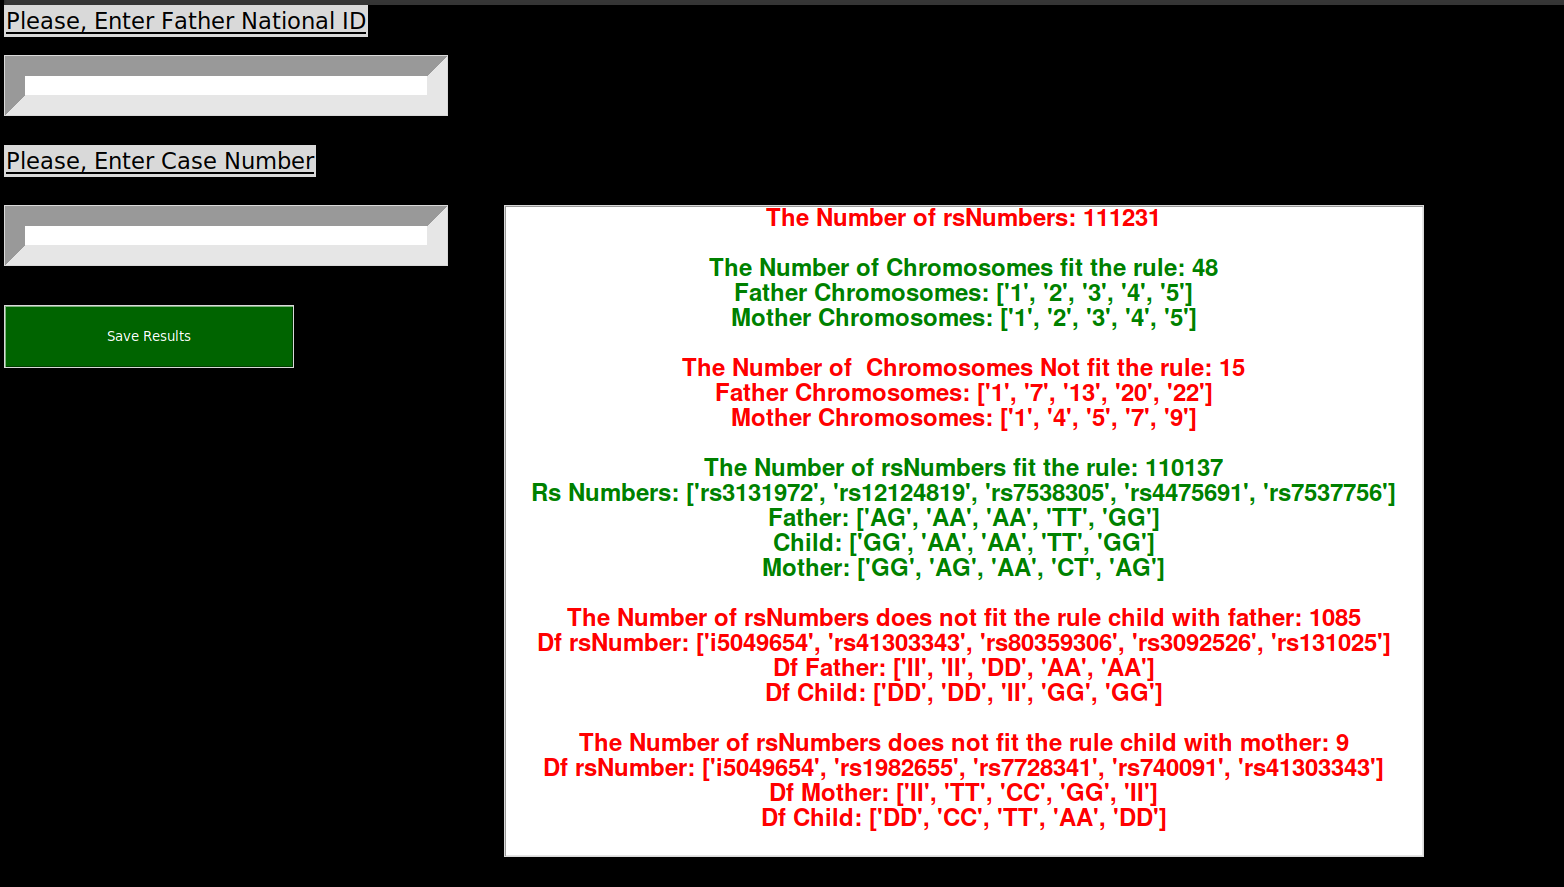 Please, Enter Father National ID
Please, Enter Case Number
Save Results
The Number of rsNumbers: 111231
The Number of Chromosomes fit the rule: 48
Father Chromosomes: ['1', '2', '3', '4', '5']
Mother Chromosomes: ['1', '2', '3', '4', '5']
The Number of  Chromosomes Not fit the rule: 15
Father Chromosomes: ['1', '7', '13', '20', '22']
Mother Chromosomes: ['1', '4', '5', '7', '9']
The Number of rsNumbers fit the rule: 110137
Rs Numbers: ['rs3131972', 'rs12124819', 'rs7538305', 'rs4475691', 'rs7537756']
Father: ['AG', 'AA', 'AA', 'TT', 'GG']
Child: ['GG', 'AA', 'AA', 'TT', 'GG']
Mother: ['GG', 'AG', 'AA', 'CT', 'AG']
The Number of rsNumbers does not fit the rule child with father: 1085
Df rsNumber: ['i5049654', 'rs41303343', 'rs80359306', 'rs3092526', 'rs131025']
Df Father: ['II', 'II', 'DD', 'AA', 'AA']
Df Child: ['DD', 'DD', 'II', 'GG', 'GG']
The Number of rsNumbers does not fit the rule child with mother: 9
Df rsNumber: ['i5049654', 'rs1982655', 'rs7728341', 'rs740091', 'rs41303343']
Df Mother: ['II', 'TT', 'CC', 'GG', 'II']
Df Child: ['DD', 'CC', 'TT', 'AA', 'DD']